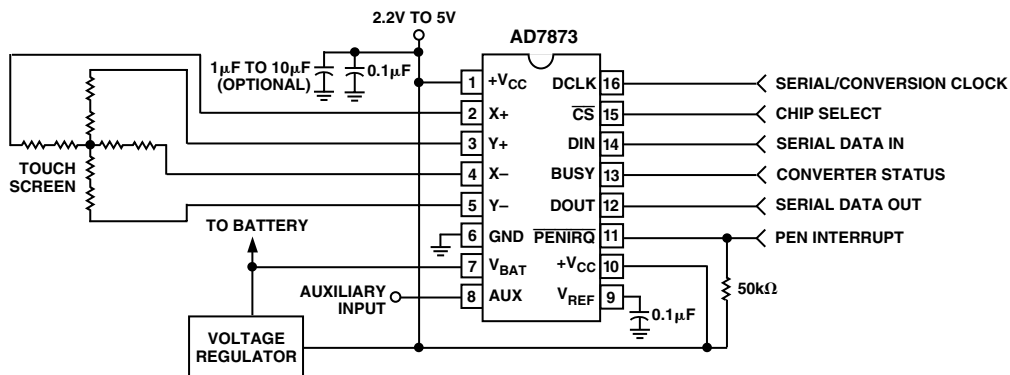 2.2V TO 5V
AD7873
1μF TO 10μF
(OPTIONAL)
0.1μF
1 +VCC
2 X+
3 Y+
4 X–
5 Y–
6 GND
7 VBAT
8 AUX
DCLK 16
CS 15
DIN 14
BUSY 13
DOUT 12
PENIRQ 11
+VCC 10
VREF 9
SERIAL/CONVERSION CLOCK
CHIP SELECT
SERIAL DATA IN
CONVERTER STATUS
SERIAL DATA OUT
PEN INTERRUPT
TOUCH
SCREEN
TO BATTERY
AUXILIARY
INPUT
VOLTAGE
REGULATOR
0.1μF
50kΩ